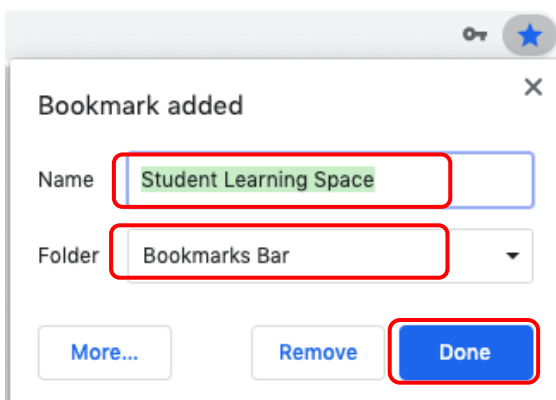 Bookmark added
Name Student Learning Space
Folder Bookmarks Bar
More... Remove Done